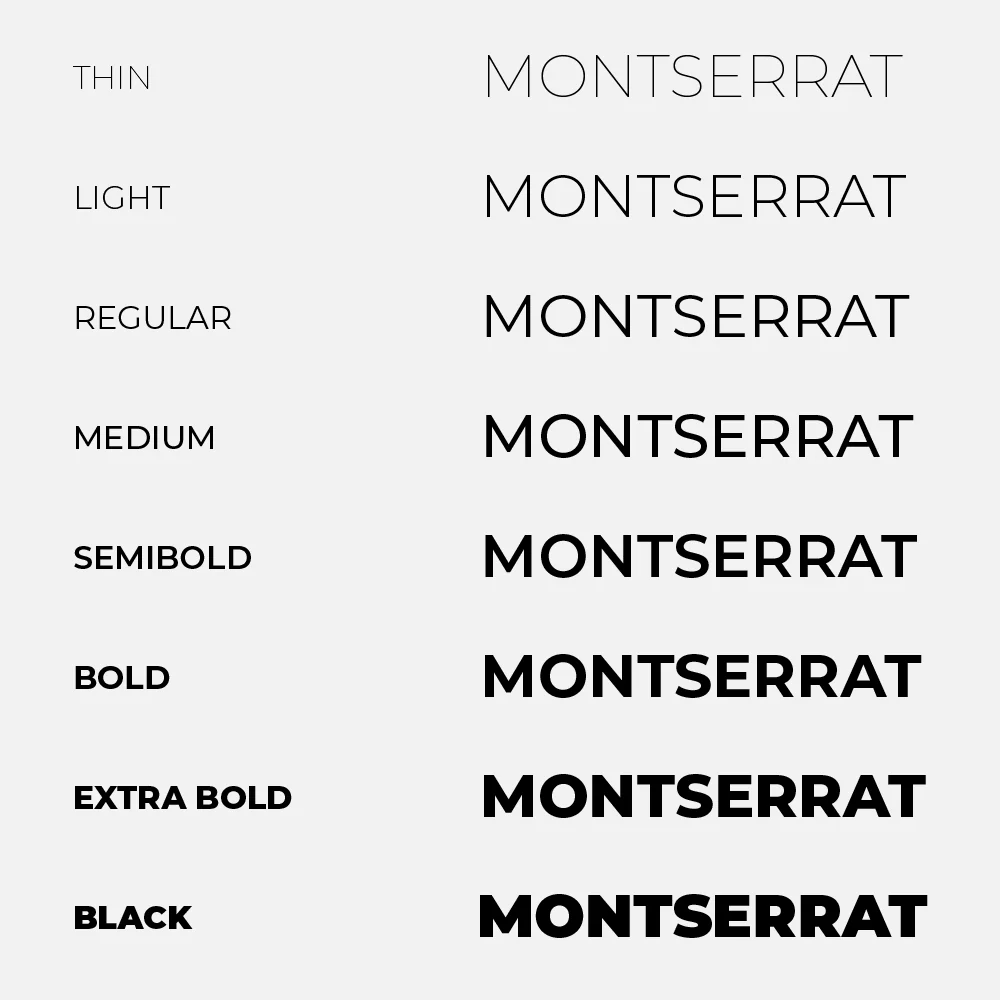 THIN MONTSERRAT
LIGHT MONTSERRAT
REGULAR MONTSERRAT
MEDIUM MONTSERRAT
SEMIBOLD MONTSERRAT
BOLD MONTSERRAT
EXTRA BOLD MONTSERRAT
BLACK MONTSERRAT